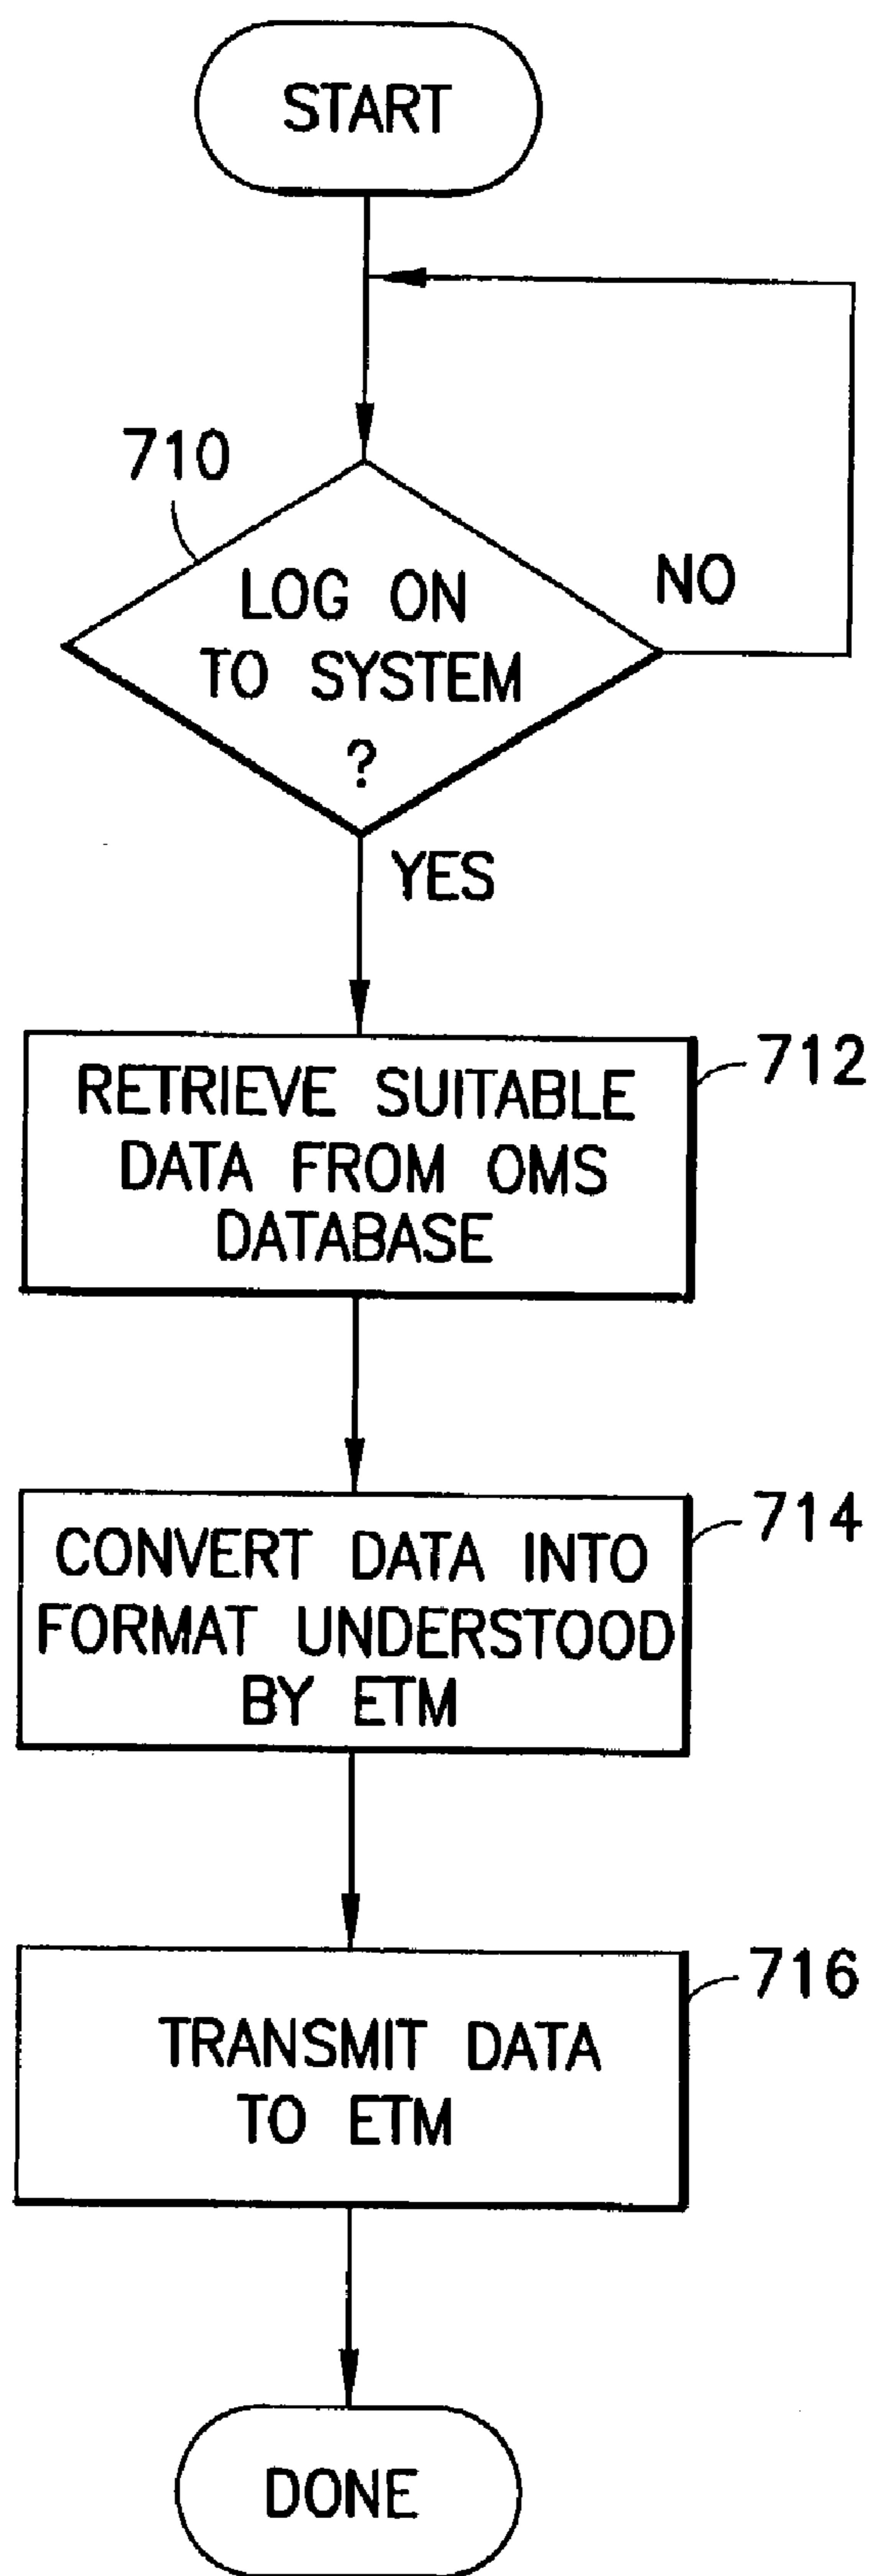 START
710
LOG ON
TO SYSTEM
?
NO
YES
712
RETRIEVE SUITABLE
DATA FROM OMS
DATABASE
714
CONVERT DATA INTO
FORMAT UNDERSTOOD
BY ETM
716
TRANSMIT DATA
TO ETM
DONE